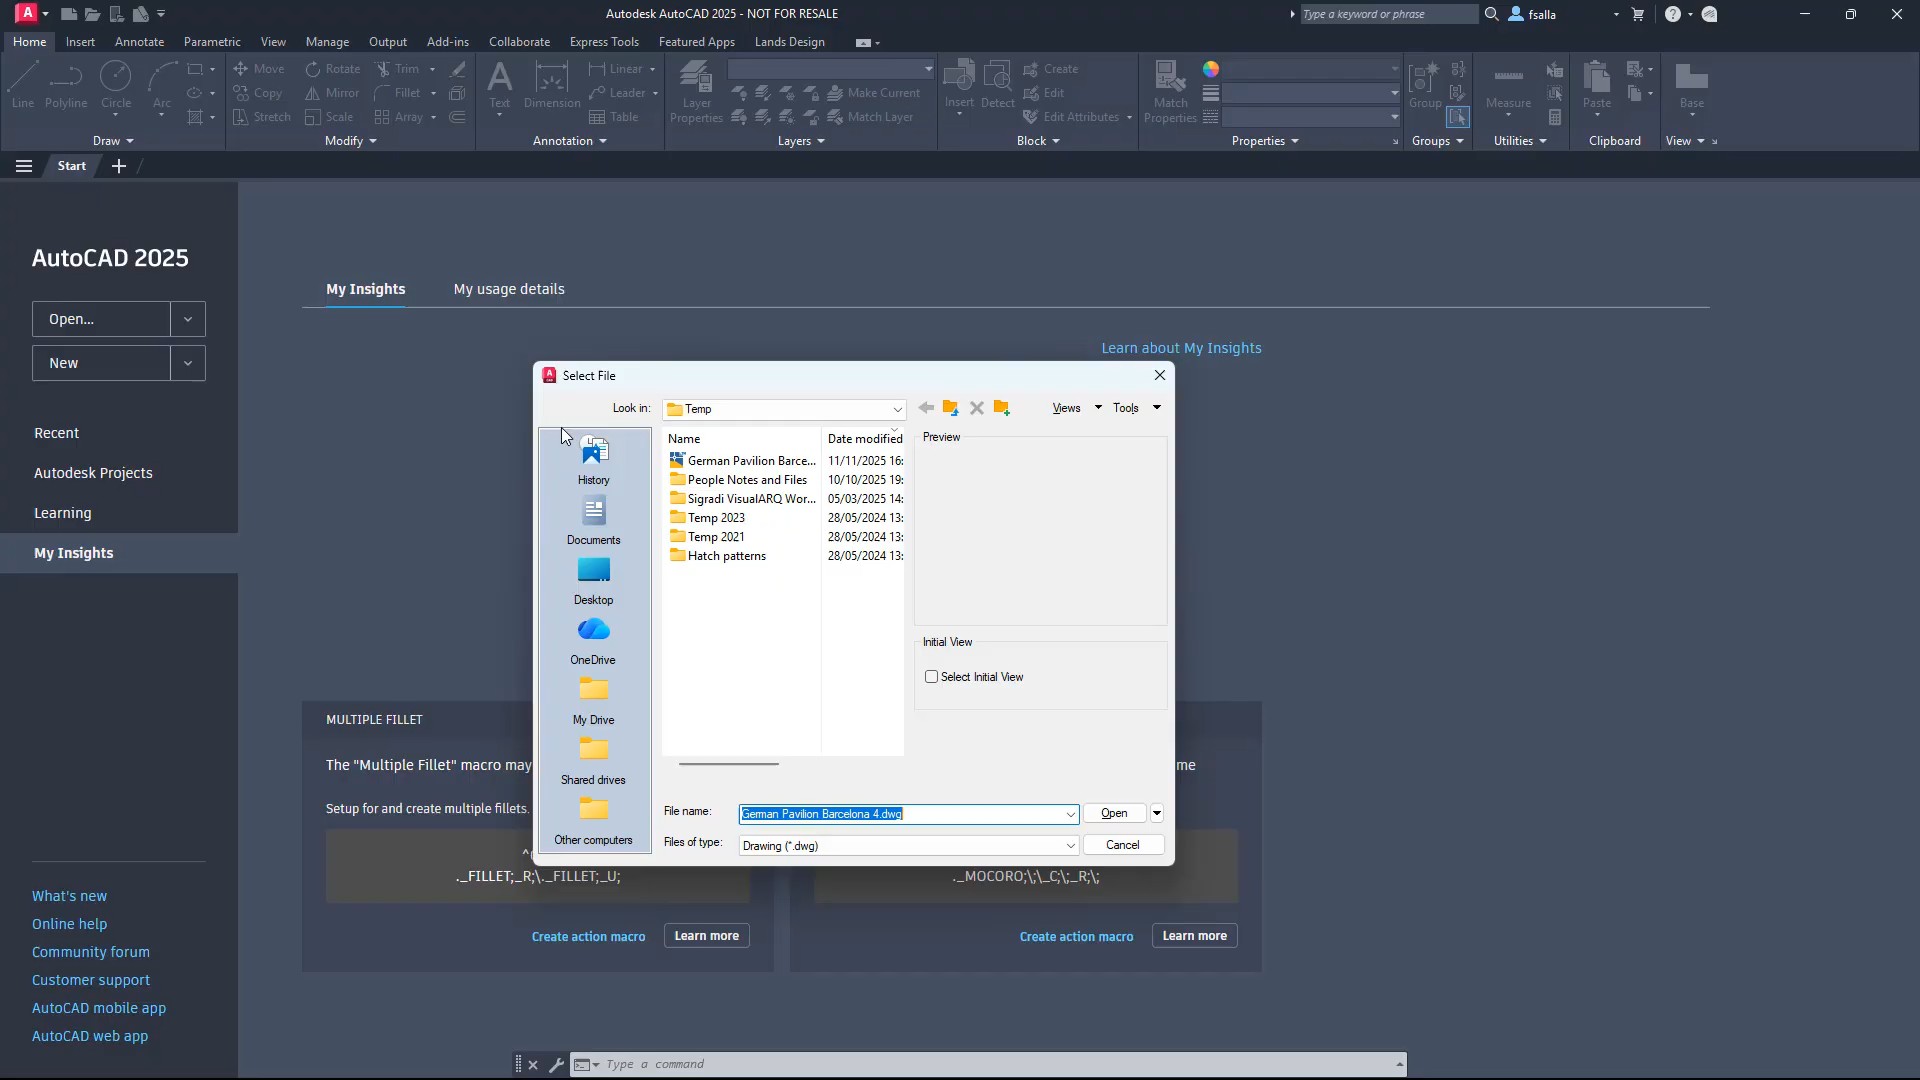 Autodesk AutoCAD 2025 - NOT FOR RESALE
Type a keyword or phrase
fsalla
Home Insert Annotate Parametric View Manage Output Add-ins Collaborate Express Tools Featured Apps Lands Design
Line Polyline Circle Arc
Move Rotate Trim
Copy Mirror Fillet
Stretch Scale Array
Text Dimension
Linear
Leader
Table
Layer Properties
Make Current
Match Layer
Insert Detect
Create
Edit
Edit Attributes
Match Properties
Group
Measure
Paste
Base
Draw Modify Annotation Layers Block Properties Groups Utilities Clipboard View
Start
AutoCAD 2025
Open...
New
Recent
Autodesk Projects
Learning
My Insights
What's new
Online help
Community forum
Customer support
AutoCAD mobile app
AutoCAD web app
My Insights My usage details
Learn about My Insights
MULTIPLE FILLET
The "Multiple Fillet" macro may
me
Setup for and create multiple fillets.
._FILLET;_R;\._FILLET;_U;
._MOCORO;\;\_C;\;_R;\;
Create action macro Learn more
Create action macro Learn more
Select File
Look in: Temp
Views Tools
History
Documents
Desktop
OneDrive
My Drive
Shared drives
Other computers
Name Date modified
German Pavilion Barce... 11/11/2025 16:
People Notes and Files 10/10/2025 19:
Sigradi VisualARQ Wor... 05/03/2025 14:
Temp 2023 28/05/2024 13:
Temp 2021 28/05/2024 13:
Hatch patterns 28/05/2024 13:
Preview
Initial View
Select Initial View
File name: German Pavilion Barcelona 4.dwg Open
Files of type: Drawing (*.dwg) Cancel
Type a command